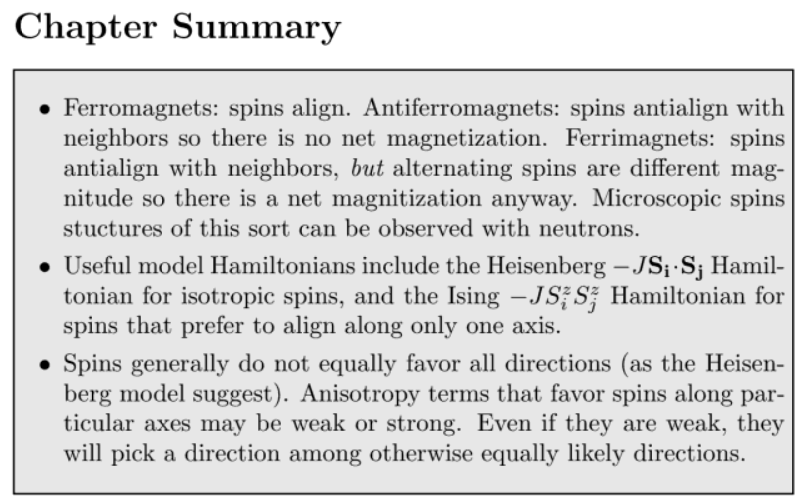 Chapter Summary
• Ferromagnets: spins align. Antiferromagnets: spins antialign with
neighbors so there is no net magnetization. Ferrimagnets: spins
antialign with neighbors, but alternating spins are different mag-
nitude so there is a net magnitization anyway. Microscopic spins
stuctures of this sort can be observed with neutrons.
• Useful model Hamiltonians include the Heisenberg −JSᵢ·Sⱼ Hamil-
tonian for isotropic spins, and the Ising −JSᵢᶻSⱼᶻ Hamiltonian for
spins that prefer to align along only one axis.
• Spins generally do not equally favor all directions (as the Heisen-
berg model suggest). Anisotropy terms that favor spins along par-
ticular axes may be weak or strong. Even if they are weak, they
will pick a direction among otherwise equally likely directions.